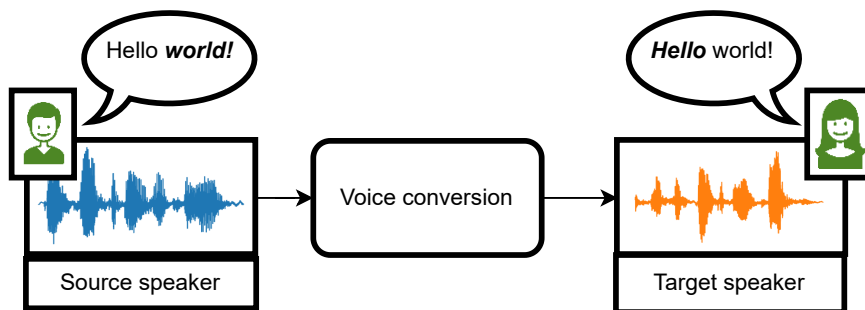 Hello world!
Hello world!
Voice conversion
Source speaker
Target speaker